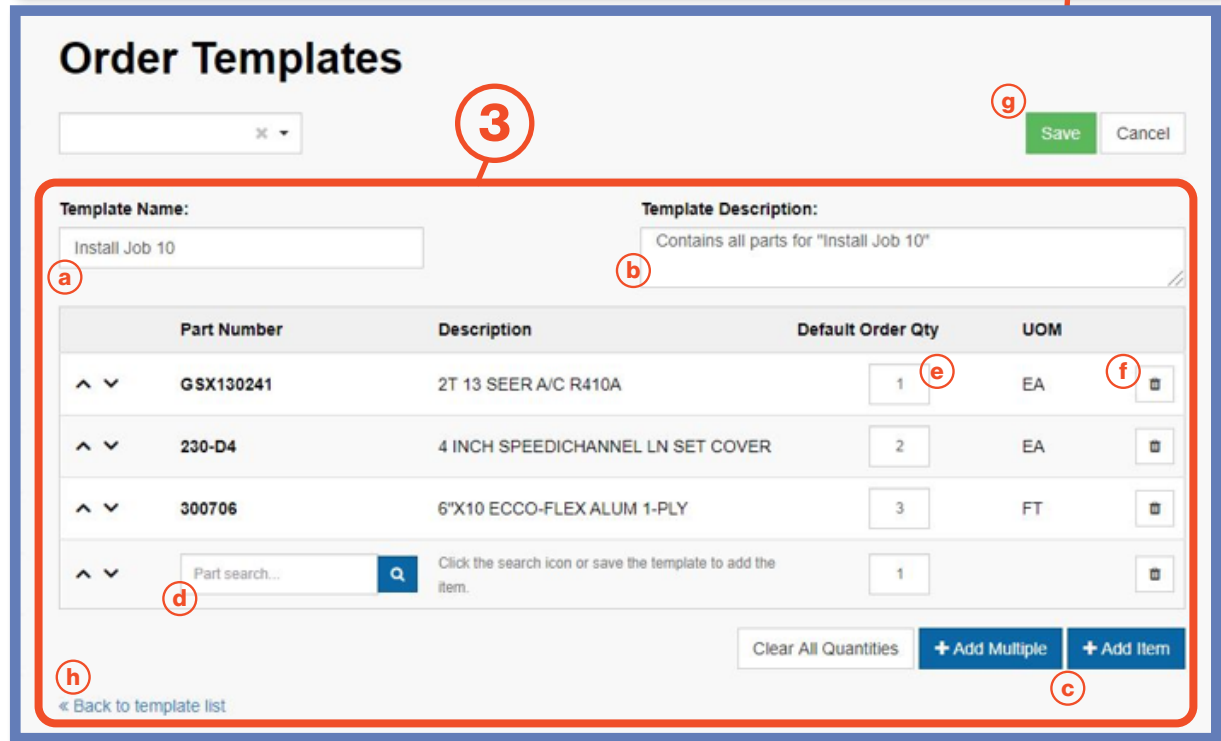 Order Templates
3
g
Save Cancel
Template Name: Template Description:
Install Job 10 Contains all parts for "Install Job 10"
a b
Part Number Description Default Order Qty UOM
GSX130241 2T 13 SEER A/C R410A 1 e EA f
230-D4 4 INCH SPEEDICHANNEL LN SET COVER 2 EA
300706 6"X10 ECCO-FLEX ALUM 1-PLY 3 FT
Part search... Click the search icon or save the template to add the 1
item.
d
Clear All Quantities + Add Multiple + Add Item
h c
« Back to template list